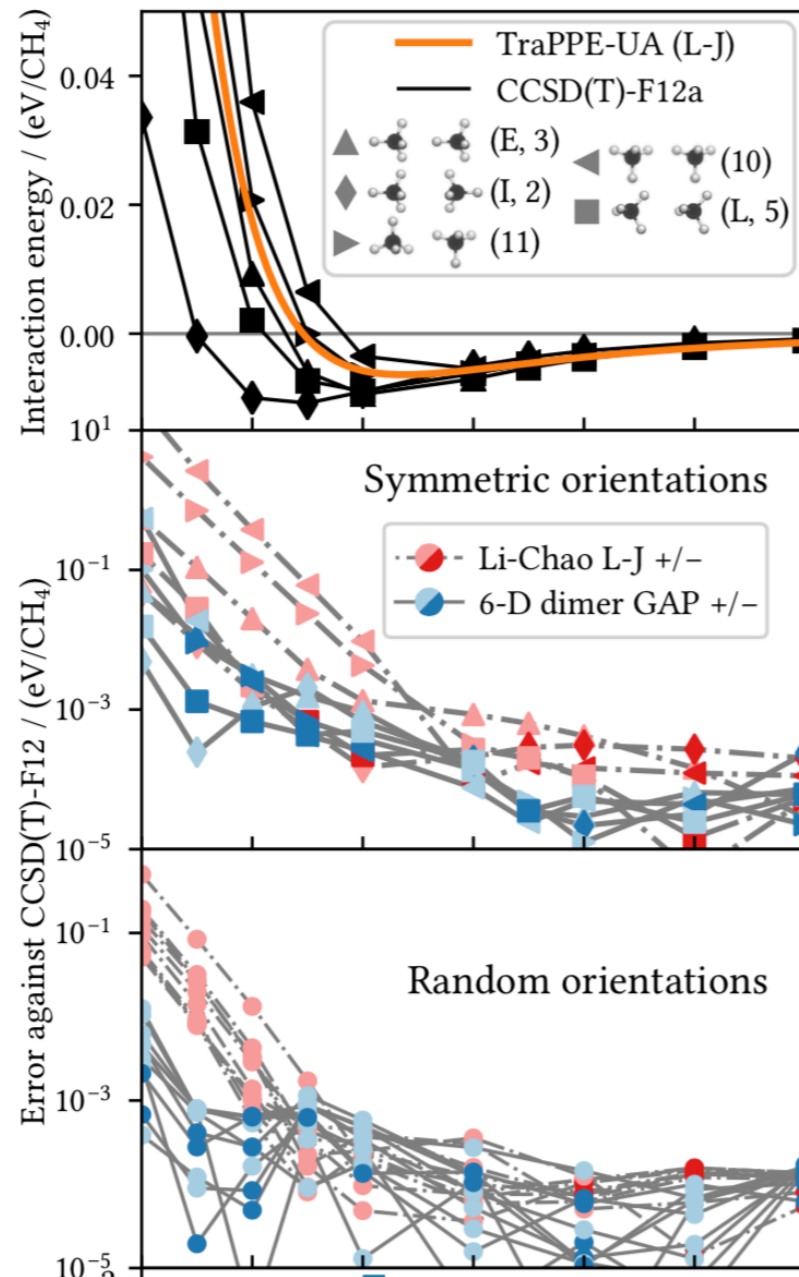 Interaction energy / (eV/CH₄)
0.04
0.02
0.00
TraPPE-UA (L-J)
CCSD(T)-F12a
(E, 3)
(10)
(I, 2)
(L, 5)
(11)
Error against CCSD(T)-F12 / (eV/CH₄)
10¹
10⁻¹
10⁻³
10⁻⁵
Symmetric orientations
Li-Chao L-J +/−
6-D dimer GAP +/−
10⁻¹
10⁻³
10⁻⁵
Random orientations